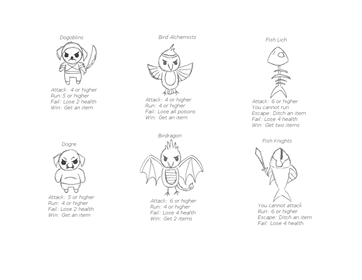 Dogoblins
Attack: 4 or higher
Run: 5 or higher
Fail: Lose 2 health
Win: Get an item
Bird Alchemists
Attack: 4 or higher
Run: 4 or higher
Fail: Lose all potions
Win: Get an item
Fish Lich
Attack: 6 or higher
You cannot run
Escape: Ditch an item
Fail: Lose 4 health
Win: Get two items
Dogre
Attack: 5 or higher
Run: 4 or higher
Fail: Lose 2 health
Win: Get an item
Birdragon
Attack: 6 or higher
Run: 4 or higher
Fail: Lose 4 health
Win: Get 2 items
Fish Knights
You cannot attack
Run: 6 or higher
Escape: Ditch an item
Fail: Lose 4 health